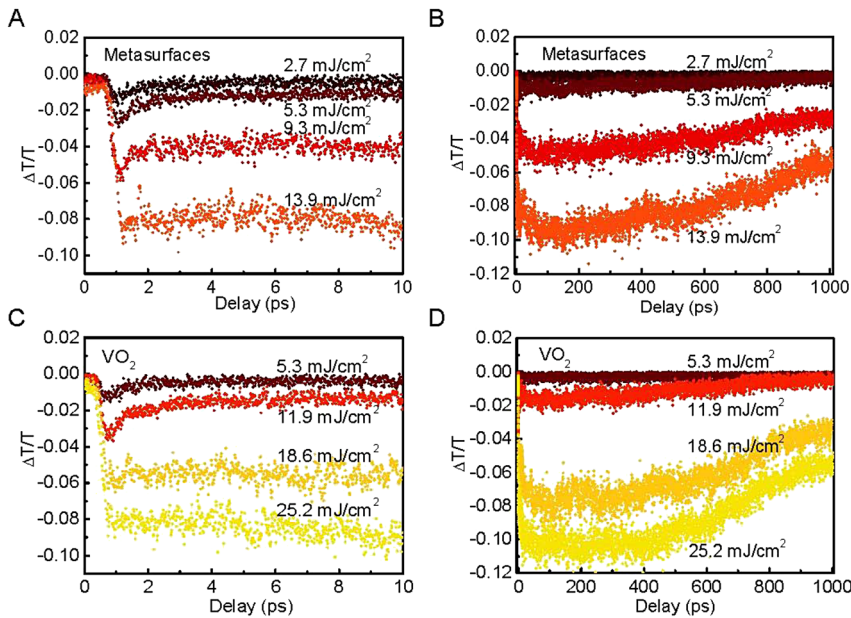 A
0.02
0.00
-0.02
-0.04
-0.06
-0.08
-0.10
ΔT/T
Metasurfaces
2.7 mJ/cm²
5.3 mJ/cm²
9.3 mJ/cm²
13.9 mJ/cm²
0 2 4 6 8 10
Delay (ps)
B
0.02
0.00
-0.02
-0.04
-0.06
-0.08
-0.10
-0.12
ΔT/T
Metasurfaces
2.7 mJ/cm²
5.3 mJ/cm²
9.3 mJ/cm²
13.9 mJ/cm²
0 200 400 600 800 1000
Delay (ps)
C
0.02
0.00
-0.02
-0.04
-0.06
-0.08
-0.10
ΔT/T
VO₂
5.3 mJ/cm²
11.9 mJ/cm²
18.6 mJ/cm²
25.2 mJ/cm²
0 2 4 6 8 10
Delay (ps)
D
0.02
0.00
-0.02
-0.04
-0.06
-0.08
-0.10
-0.12
ΔT/T
VO₂
5.3 mJ/cm²
11.9 mJ/cm²
18.6 mJ/cm²
25.2 mJ/cm²
0 200 400 600 800 1000
Delay (ps)